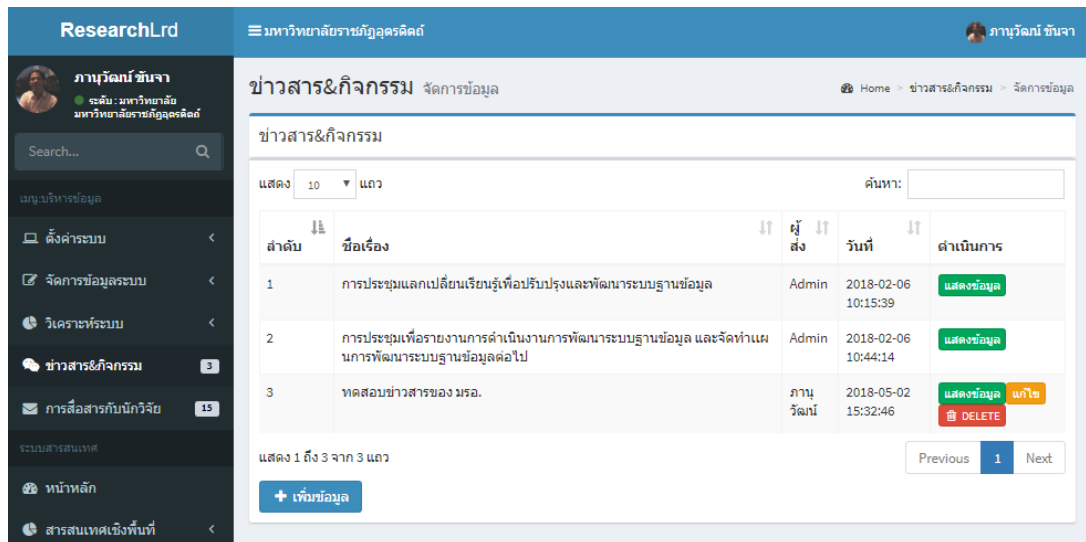 ResearchLrd
มหาวิทยาลัยราชภัฏอุตรดิตถ์
ภานุวัฒน์ ขันจา
ภานุวัฒน์ ขันจา
ระดับ : มหาวิทยาลัย
มหาวิทยาลัยราชภัฏอุตรดิตถ์
Search...
เมนู:บริหารข้อมูล
ตั้งค่าระบบ
จัดการข้อมูลระบบ
วิเคราะห์ระบบ
ข่าวสาร&กิจกรรม 3
การสื่อสารกับนักวิจัย 15
ระบบสารสนเทศ
หน้าหลัก
สารสนเทศเชิงพื้นที่
ข่าวสาร&กิจกรรม จัดการข้อมูล
Home > ข่าวสาร&กิจกรรม > จัดการข้อมูล
ข่าวสาร&กิจกรรม
แสดง 10 แถว
ค้นหา:
ลำดับ ชื่อเรื่อง ผู้ส่ง วันที่ ดำเนินการ
1 การประชุมแลกเปลี่ยนเรียนรู้เพื่อปรับปรุงและพัฒนาระบบฐานข้อมูล Admin 2018-02-06 แสดงข้อมูล
10:15:39
2 การประชุมเพื่อรายงานการดำเนินงานการพัฒนาระบบฐานข้อมูล และจัดทำแผ Admin 2018-02-06 แสดงข้อมูล
นการพัฒนาระบบฐานข้อมูลต่อไป 10:44:14
3 ทดสอบข่าวสารของ มรอ. ภานุ 2018-05-02 แสดงข้อมูล แก้ไข
วัฒน์ 15:32:46 DELETE
แสดง 1 ถึง 3 จาก 3 แถว
Previous 1 Next
เพิ่มข้อมูล